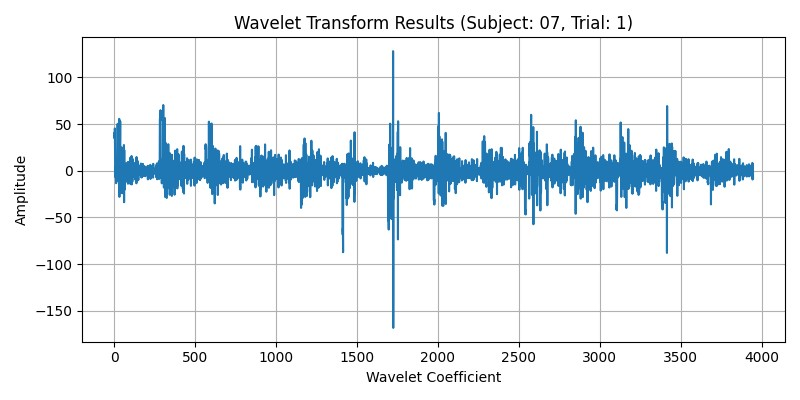 Wavelet Transform Results (Subject: 07, Trial: 1)
100
50
0
−50
−100
−150
Amplitude
0 500 1000 1500 2000 2500 3000 3500 4000
Wavelet Coefficient